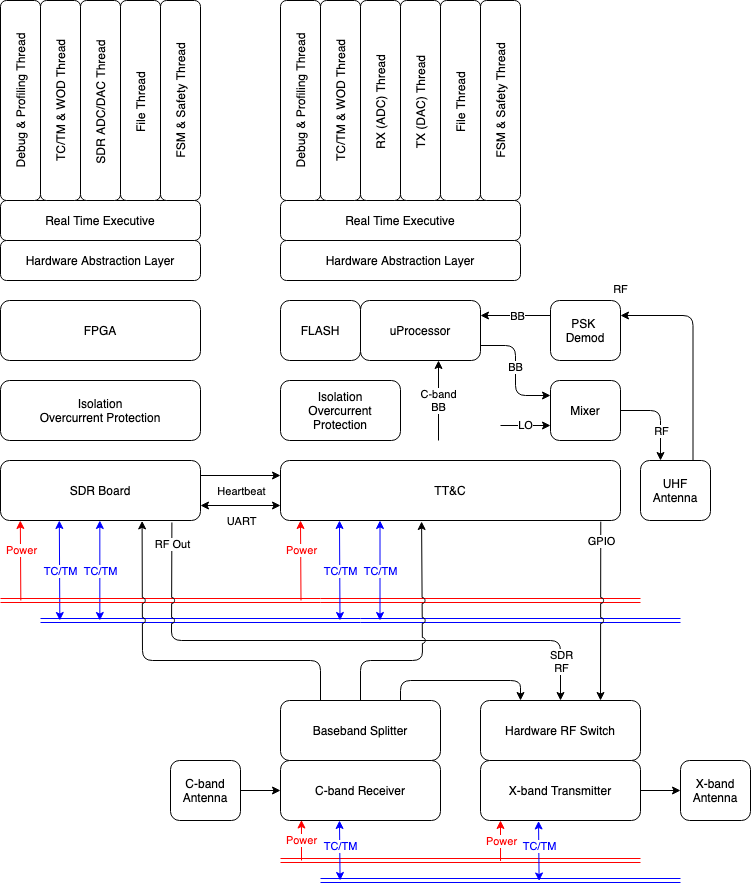 Debug & Profiling Thread
TC/TM & WOD Thread
SDR ADC/DAC Thread
File Thread
FSM & Safety Thread
Debug & Profiling Thread
TC/TM & WOD Thread
RX (ADC) Thread
TX (DAC) Thread
File Thread
FSM & Safety Thread
Real Time Executive
Real Time Executive
Hardware Abstraction Layer
Hardware Abstraction Layer
RF
FPGA
FLASH
uProcessor
BB
PSK
Demod
BB
Isolation
Overcurrent Protection
Isolation
Overcurrent
Protection
C-band
BB
Mixer
LO
RF
SDR Board
Heartbeat
UART
TT&C
UHF
Antenna
Power
TC/TM
TC/TM
RF Out
Power
TC/TM
TC/TM
GPIO
SDR
RF
Baseband Splitter
Hardware RF Switch
C-band
Antenna
C-band Receiver
X-band Transmitter
X-band
Antenna
Power
TC/TM
Power
TC/TM